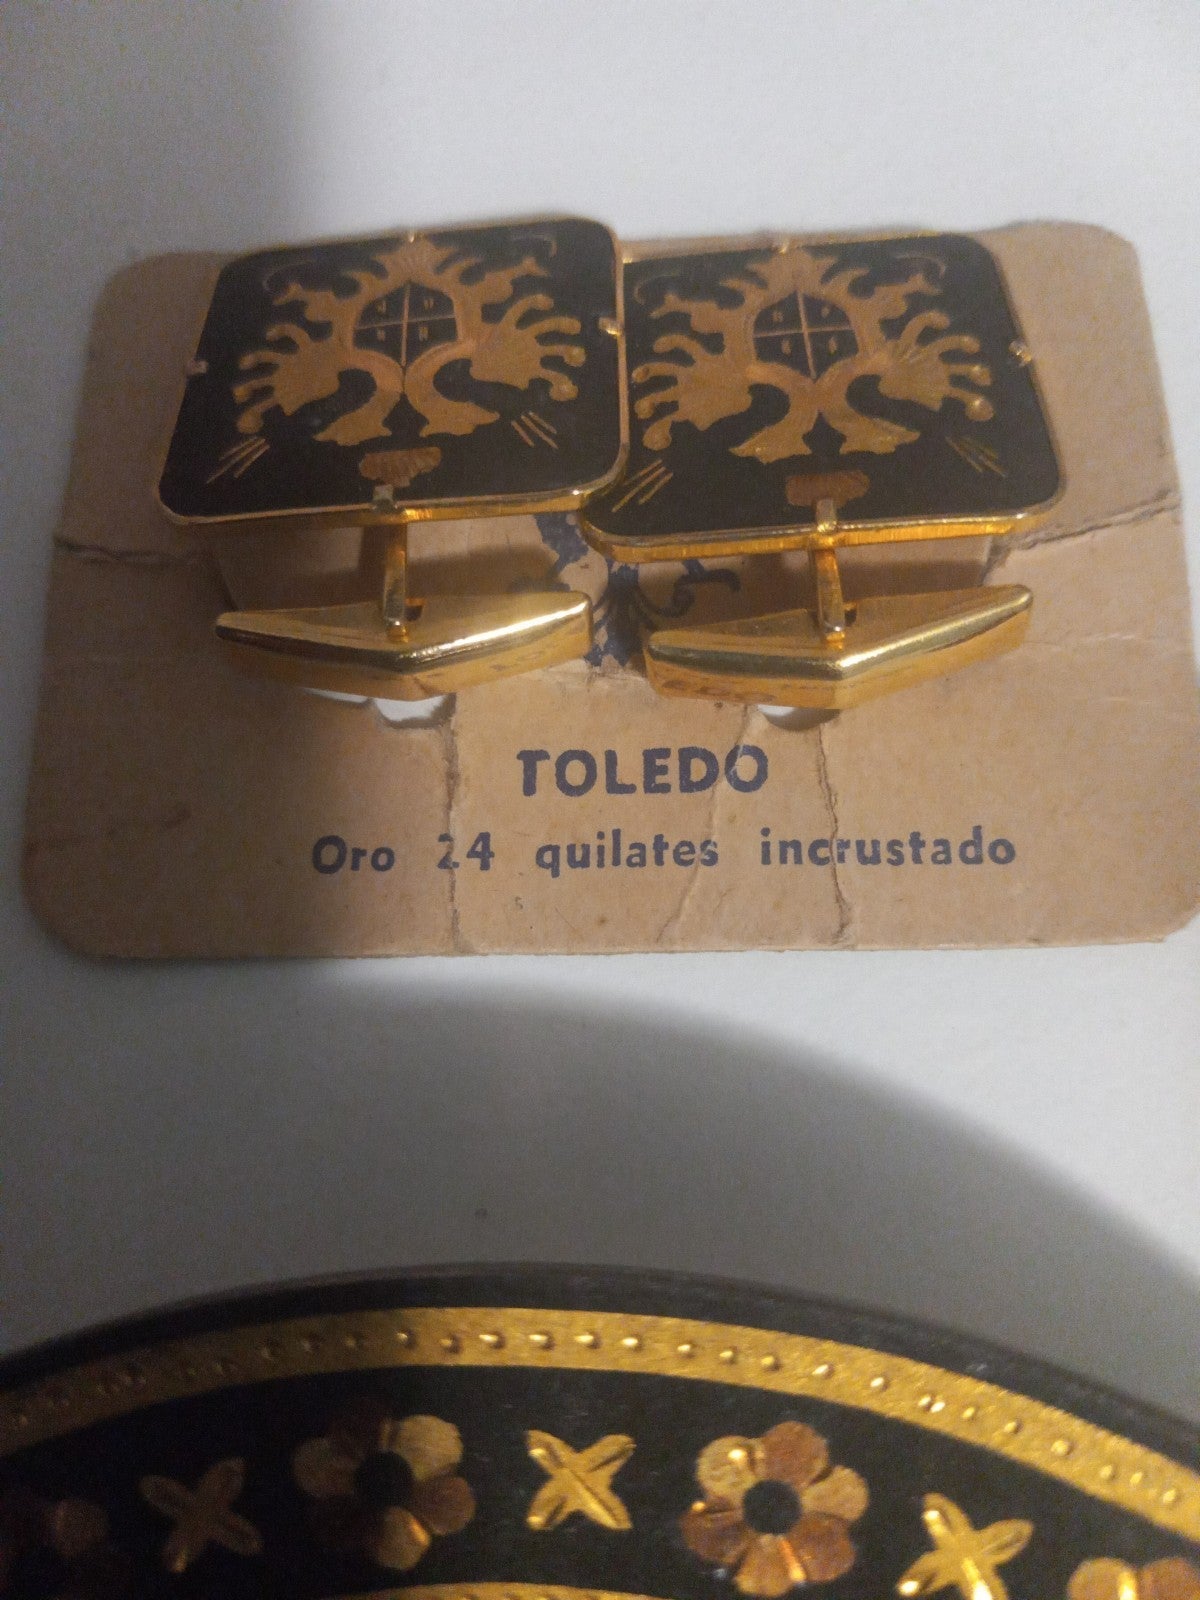 TOLEDO
Oro 24 quilates incrustado